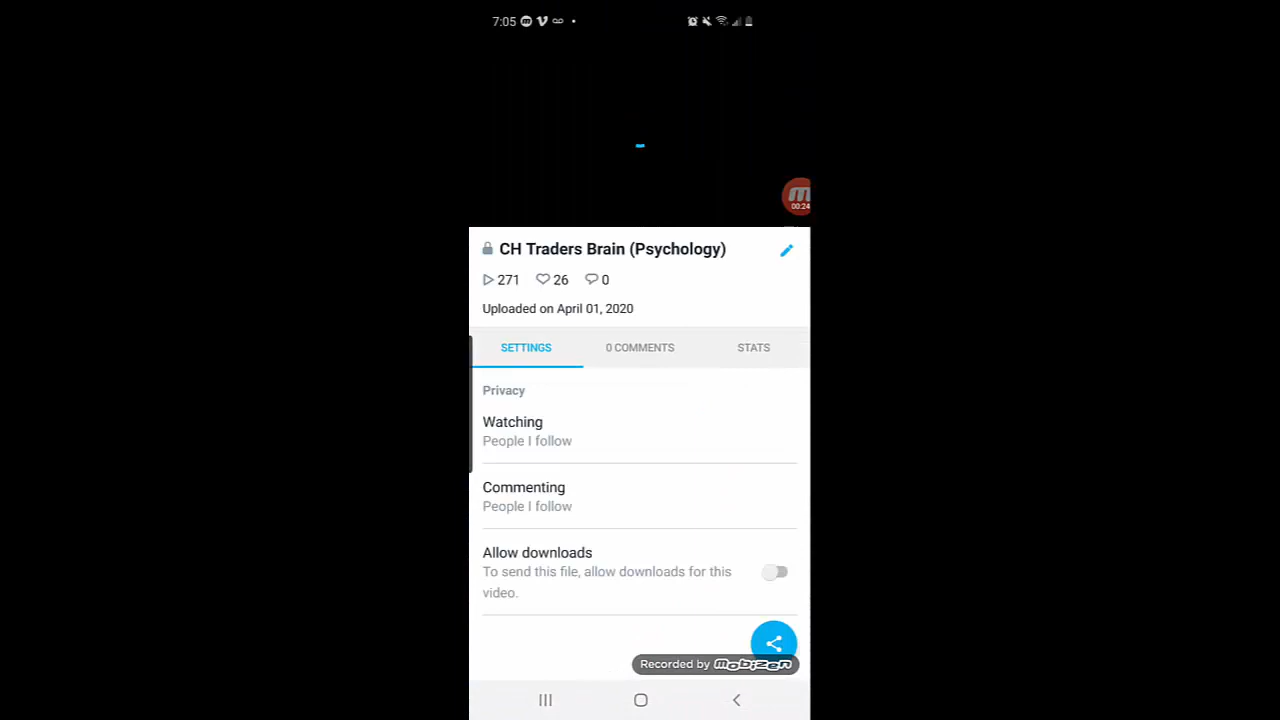 7:05
00:24
CH Traders Brain (Psychology)
271 26 0
Uploaded on April 01, 2020
SETTINGS 0 COMMENTS STATS
Privacy
Watching
People I follow
Commenting
People I follow
Allow downloads
To send this file, allow downloads for this
video.
Recorded by mobizen